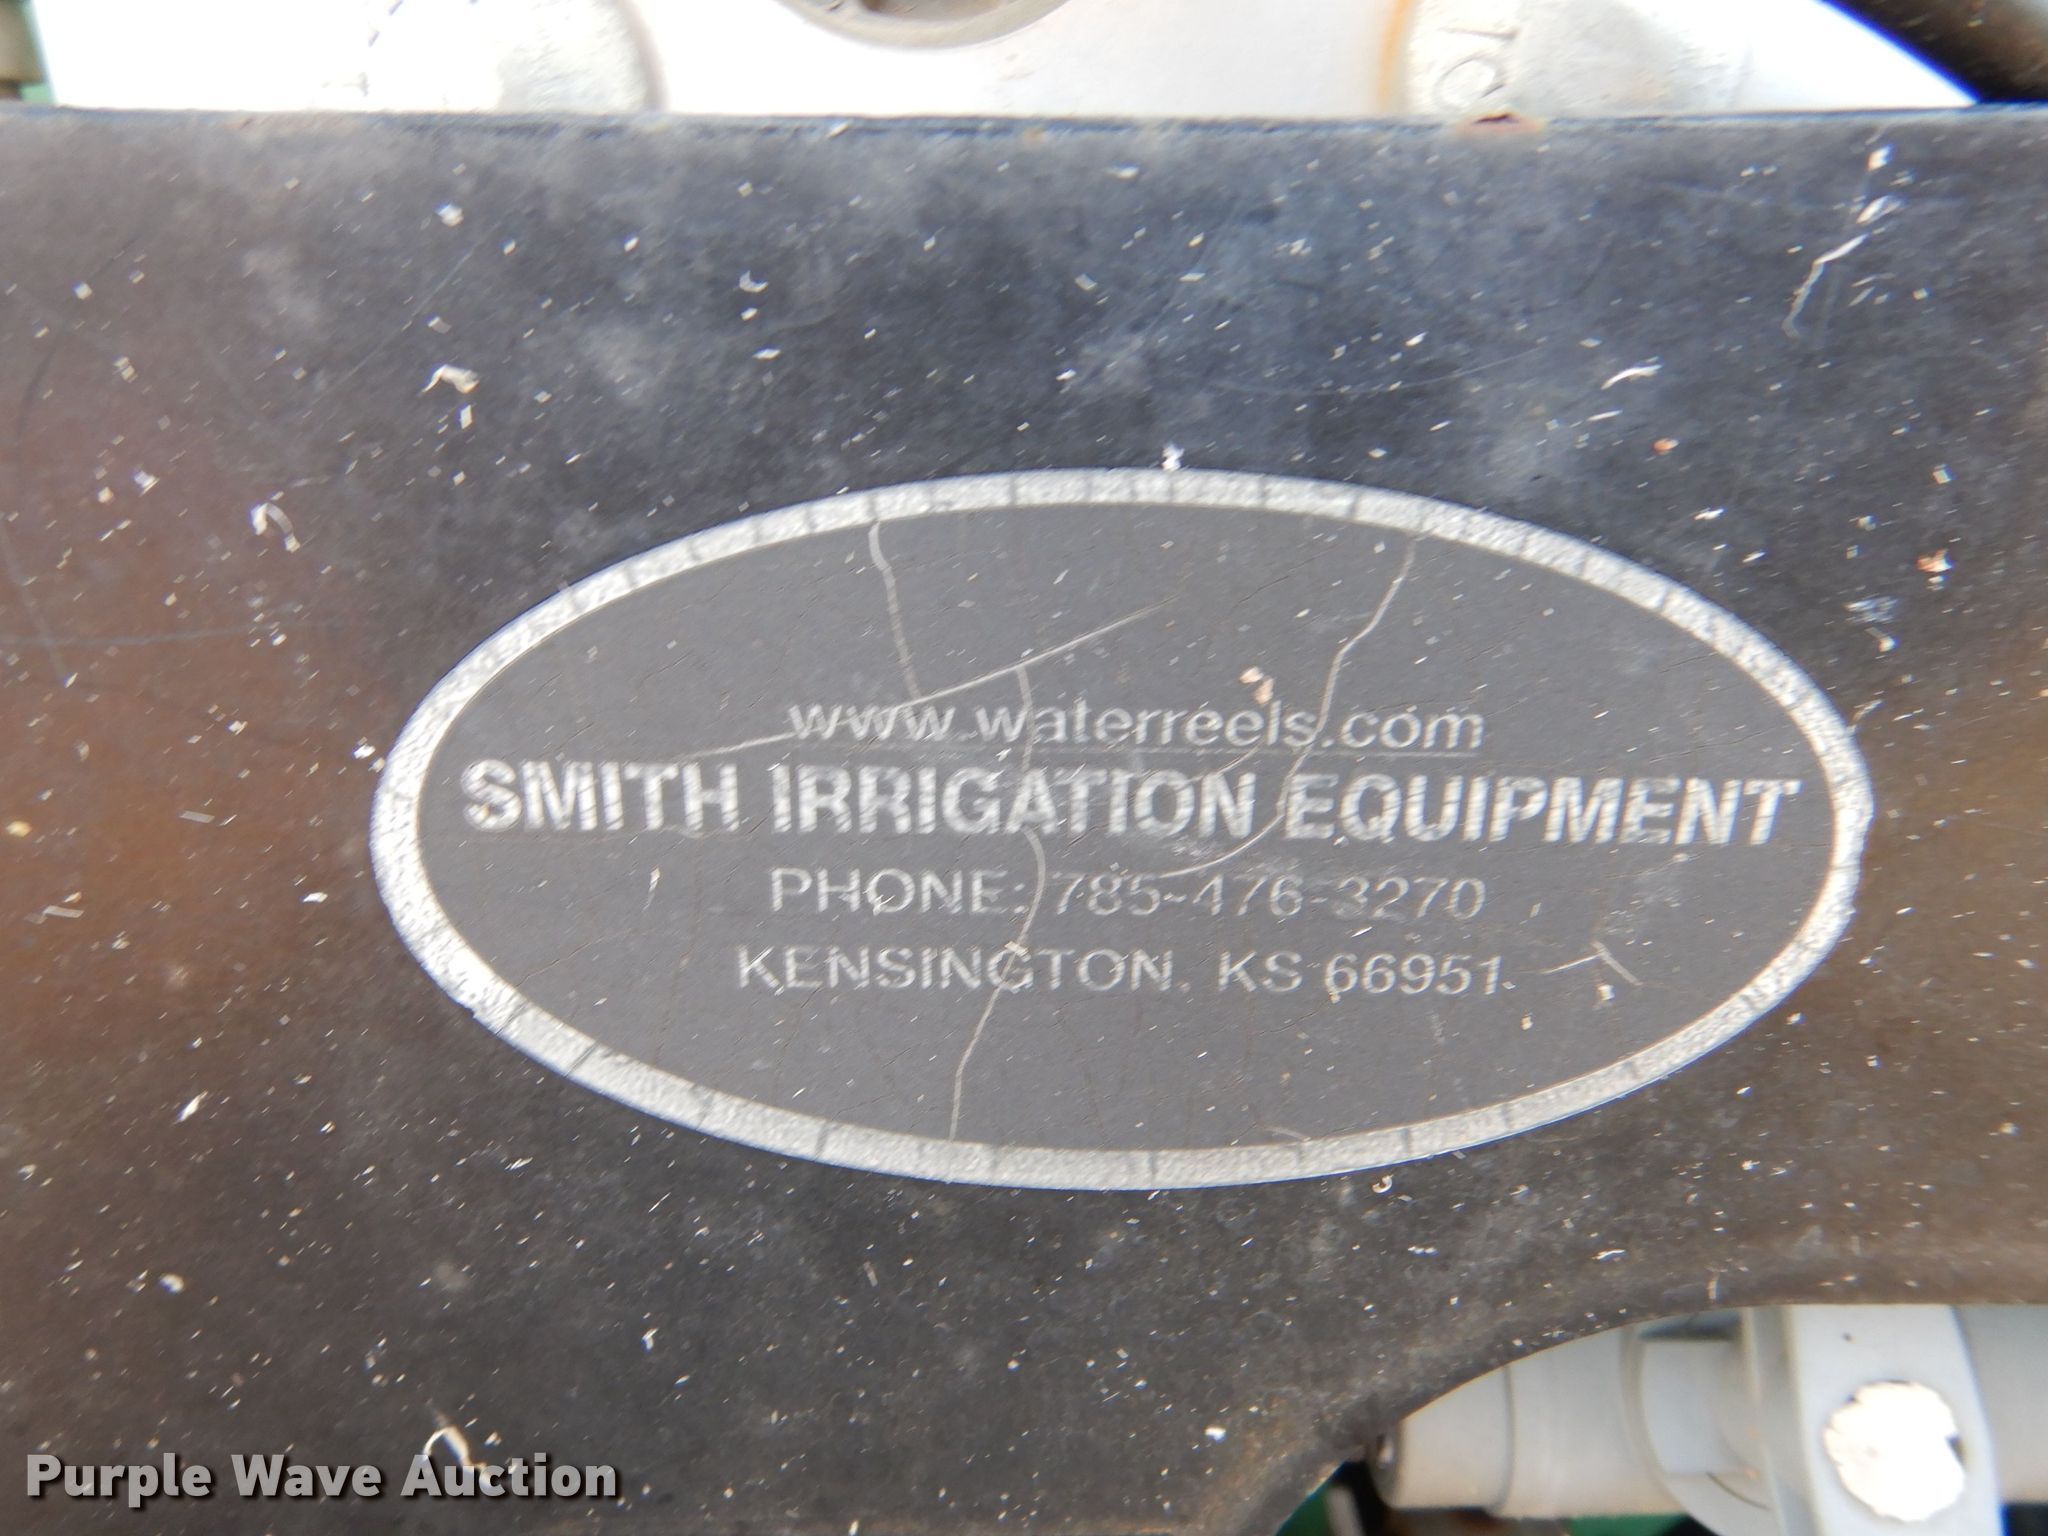 www.waterreels.com
SMITH IRRIGATION EQUIPMENT
PHONE: 785-476-3270
KENSINGTON, KS 66951
Purple Wave Auction